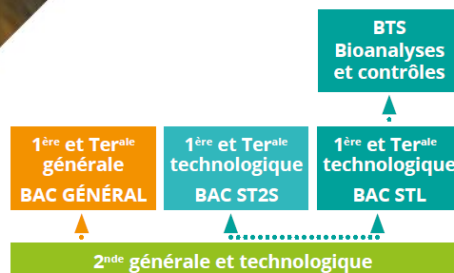 BTS
Bioanalyses
et contrôles
1ère et Terale
générale
BAC GÉNÉRAL
1ère et Terale
technologique
BAC ST2S
1ère et Terale
technologique
BAC STL
2nde générale et technologique